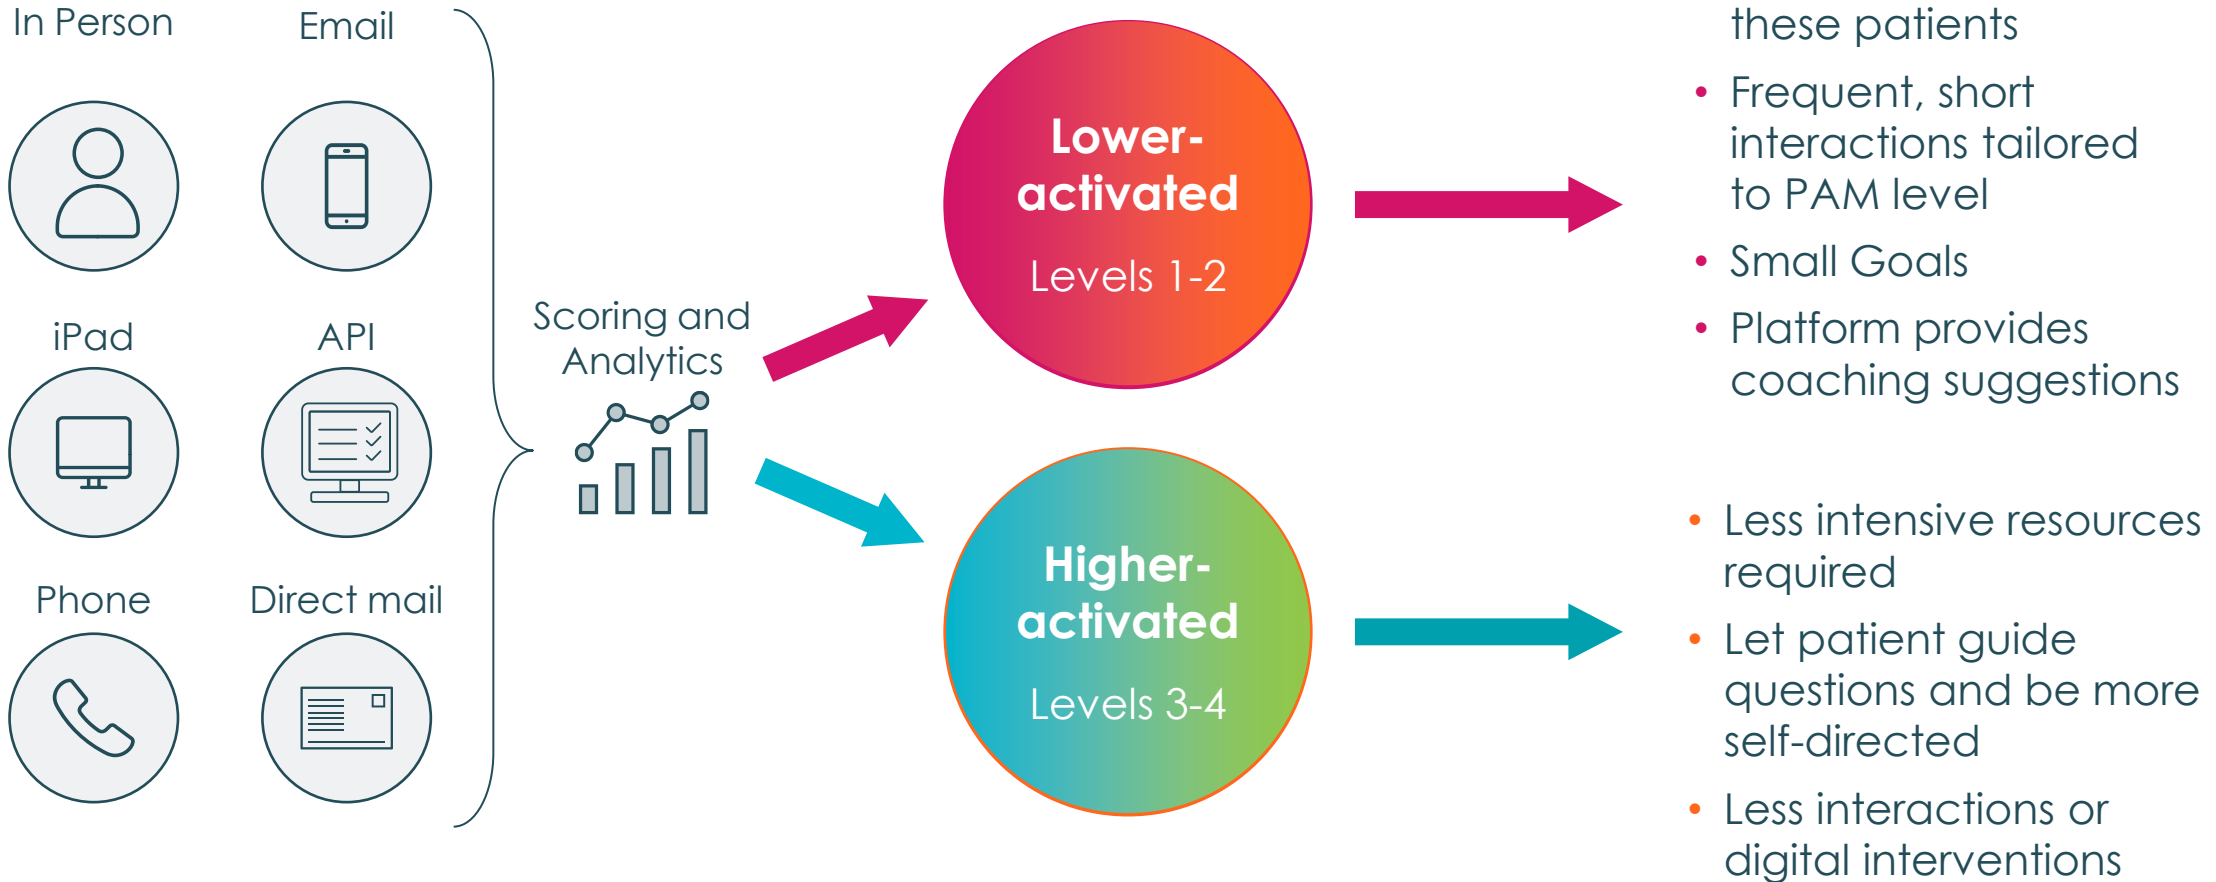 In Person
Email
iPad
API
Phone
Direct mail
Scoring and
Analytics
Lower-
activated
Levels 1-2
Higher-
activated
Levels 3-4
these patients
• Frequent, short
interactions tailored
to PAM level
• Small Goals
• Platform provides
coaching suggestions
• Less intensive resources
required
• Let patient guide
questions and be more
self-directed
• Less interactions or
digital interventions